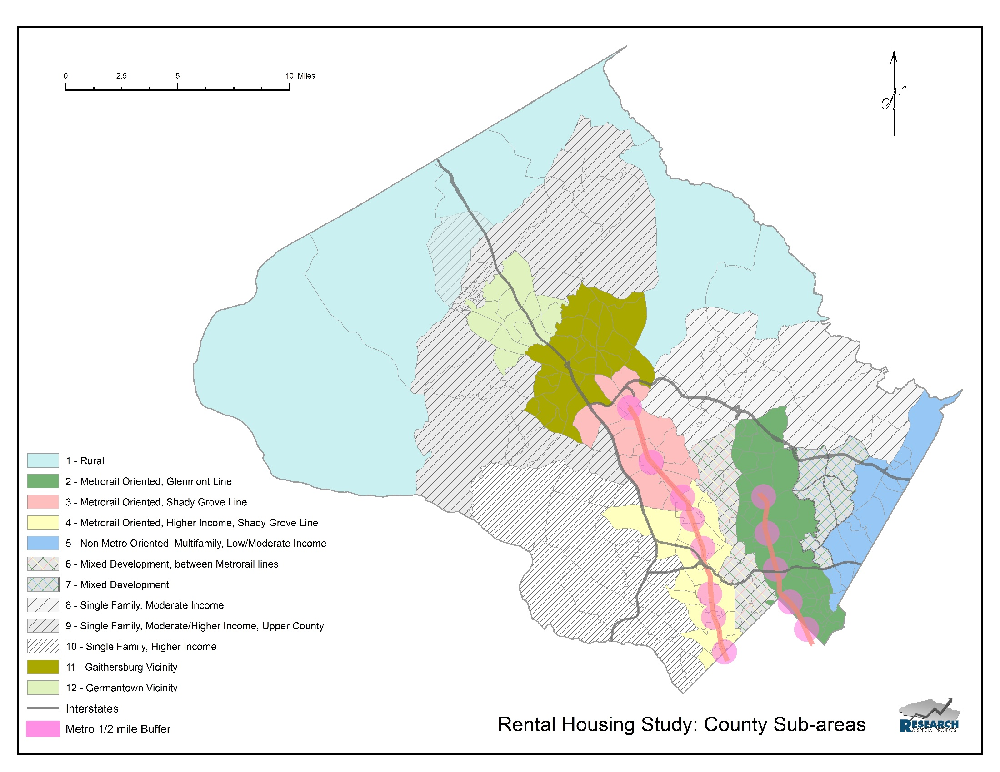 0 2.5 5 10 Miles
N
1 - Rural
2 - Metrorail Oriented, Glenmont Line
3 - Metrorail Oriented, Shady Grove Line
4 - Metrorail Oriented, Higher Income, Shady Grove Line
5 - Non Metro Oriented, Multifamily, Low/Moderate Income
6 - Mixed Development, between Metrorail lines
7 - Mixed Development
8 - Single Family, Moderate Income
9 - Single Family, Moderate/Higher Income, Upper County
10 - Single Family, Higher Income
11 - Gaithersburg Vicinity
12 - Germantown Vicinity
Interstates
Metro 1/2 mile Buffer
Rental Housing Study: County Sub-areas
RESEARCH
& SPECIAL PROJECTS